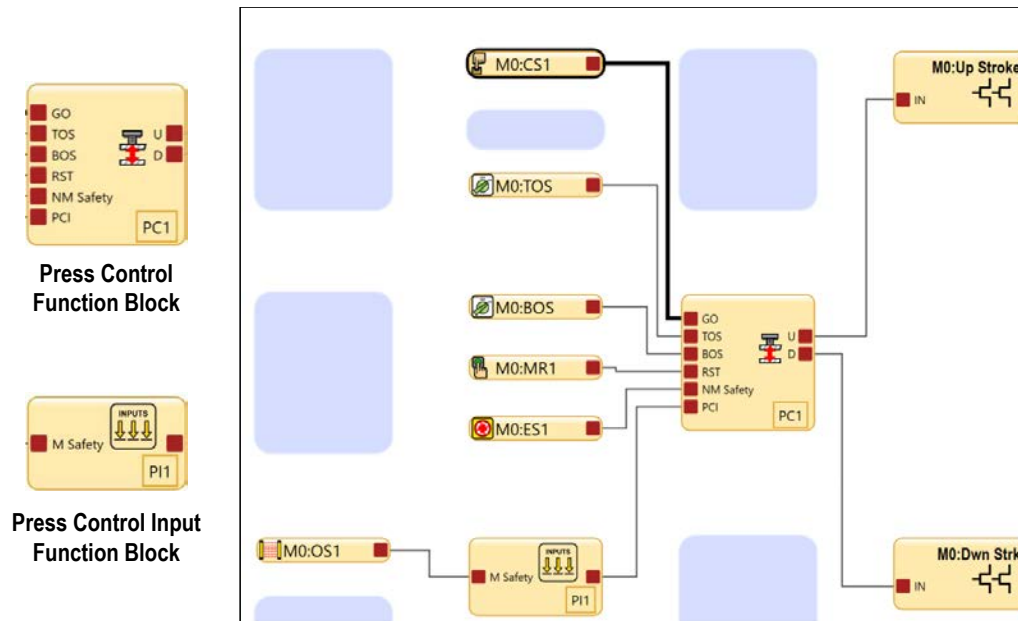 GO
TOS
BOS
RST
NM Safety
PCI
U
D
PC1
Press Control
Function Block
INPUTS
M Safety
PI1
Press Control Input
Function Block
M0:CS1
M0:TOS
M0:BOS
M0:MR1
M0:ES1
M0:OS1
INPUTS
M Safety
PI1
GO
TOS
BOS
RST
NM Safety
PCI
U
D
PC1
M0:Up Stroke
IN
M0:Dwn Strk
IN